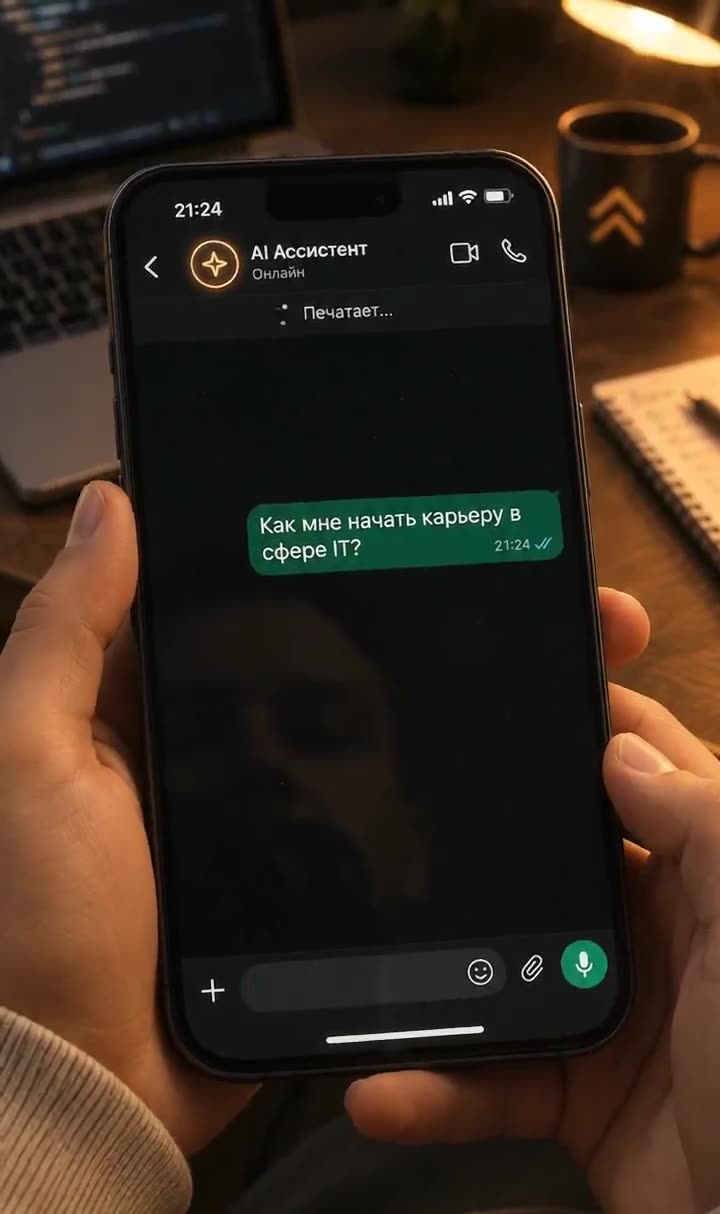 21:24
AI Ассистент
Онлайн
Печатает...
Как мне начать карьеру в
сфере IT?
21:24